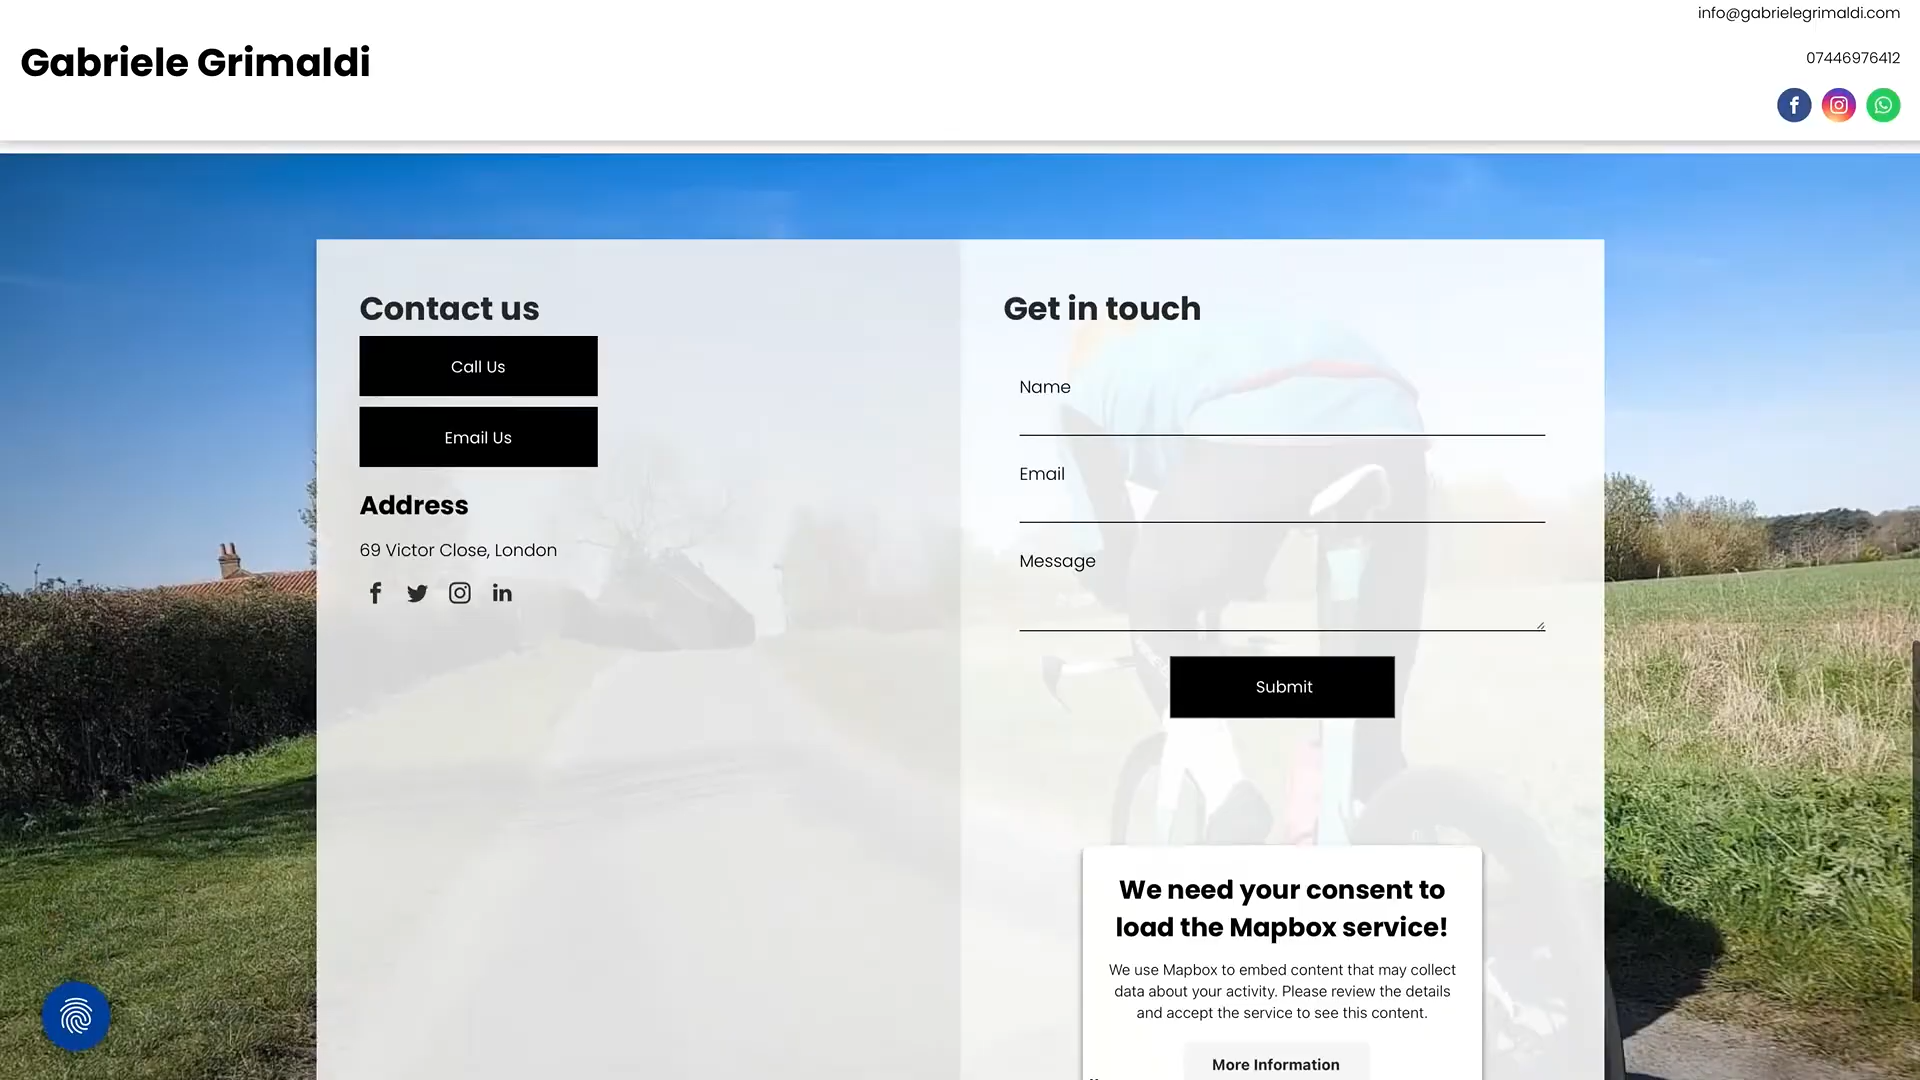 info@gabrielegrimaldi.com
Gabriele Grimaldi
07446976412
Contact us
Call Us
Email Us
Address
69 Victor Close, London
Get in touch
Name
Email
Message
Submit
We need your consent to
load the Mapbox service!
We use Mapbox to embed content that may collect
data about your activity. Please review the details
and accept the service to see this content.
More Information